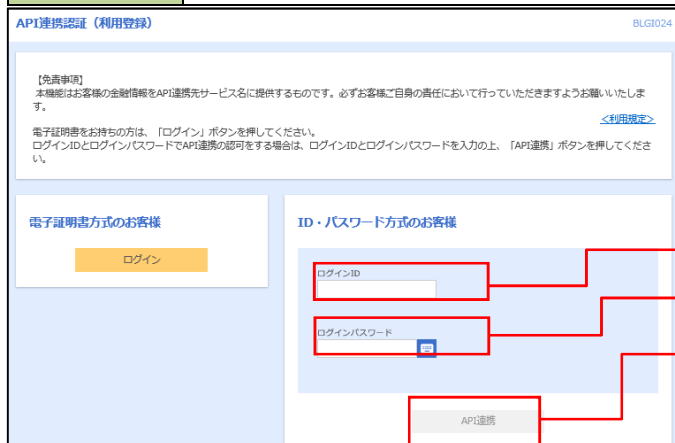 API連携認証（利用登録）
BLGI024
【免責事項】
本機能はお客様の金融情報をAPI連携先サービス名に提供するものです。必ずお客様ご自身の責任において行っていただきますようお願いいたしま
す。
＜利用規定＞
電子証明書をお持ちの方は、「ログイン」ボタンを押してください。
ログインIDとログインパスワードでAPI連携の認可をする場合は、ログインIDとログインパスワードを入力の上、「API連携」ボタンを押してくださ
い。
電子証明書方式のお客様
ログイン
ID・パスワード方式のお客様
ログインID
ログインパスワード
API連携